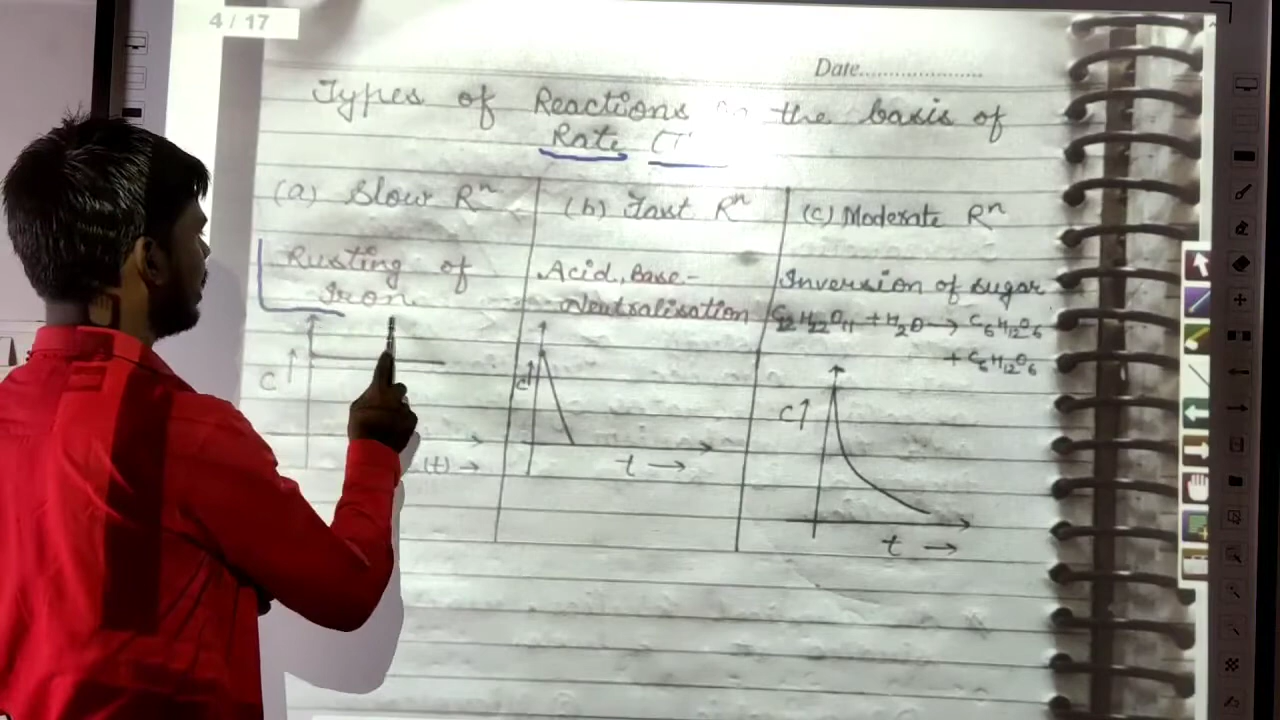 4 / 17
Date
Types of Reactions the basis of
Rate
(a) Slow Rⁿ
Rusting of
Iron
C
(t) →
(b) Fast Rⁿ
Acid, Base-
Neutralisation
C
t →
(c) Moderate Rⁿ
Inversion of sugar
C₁₂H₂₂O₁₁ + H₂O → C₆H₁₂O₆
+ C₆H₁₂O₆
C↑
t →